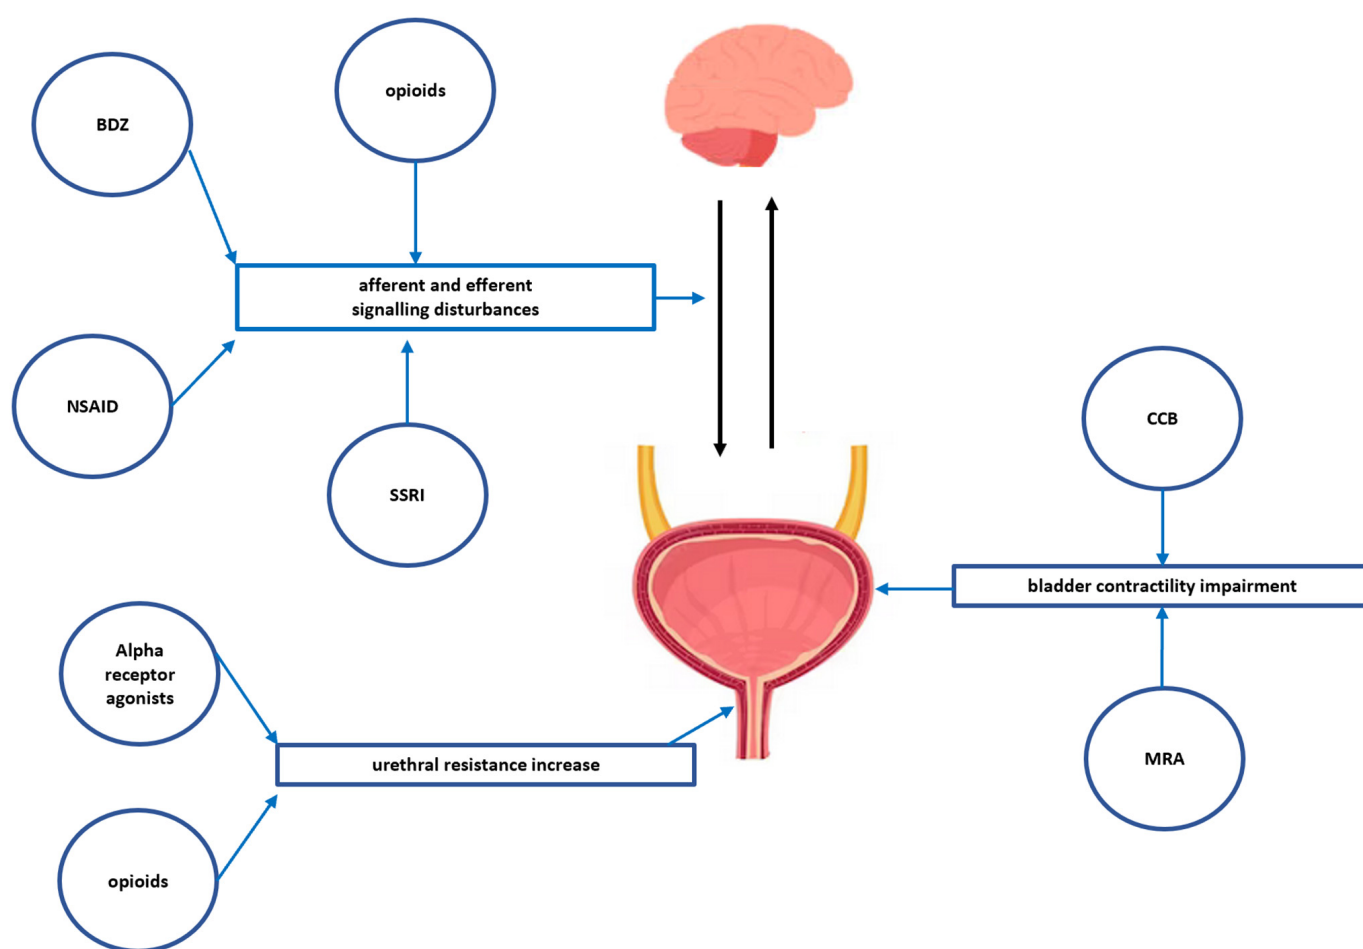 opioids
BDZ
afferent and efferent
signalling disturbances
NSAID
SSRI
CCB
bladder contractility impairment
MRA
Alpha
receptor
agonists
urethral resistance increase
opioids